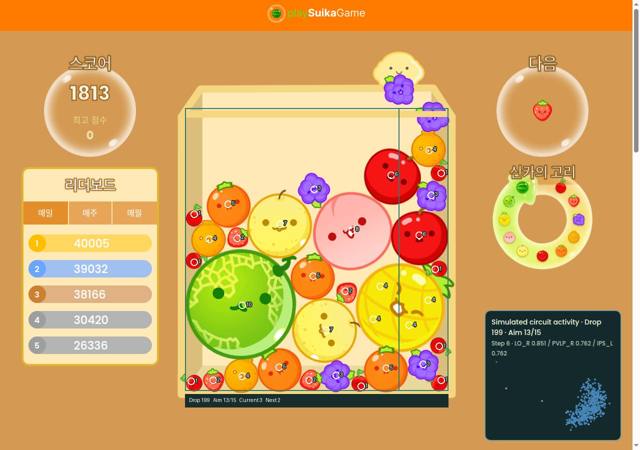 playSuikaGame
스코어
1813
최고 점수
0
리더보드
매일 매주 매월
1 40005
2 39032
3 38166
4 30420
5 26336
다음
신카의 고리
Simulated circuit activity · Drop
199 · Aim 13/15
Step 6 · LO_R 0.851 / PVLP_R 0.762 / IPS_L
0.762
Drop 199 Aim 13/15 Current 3 Next 2